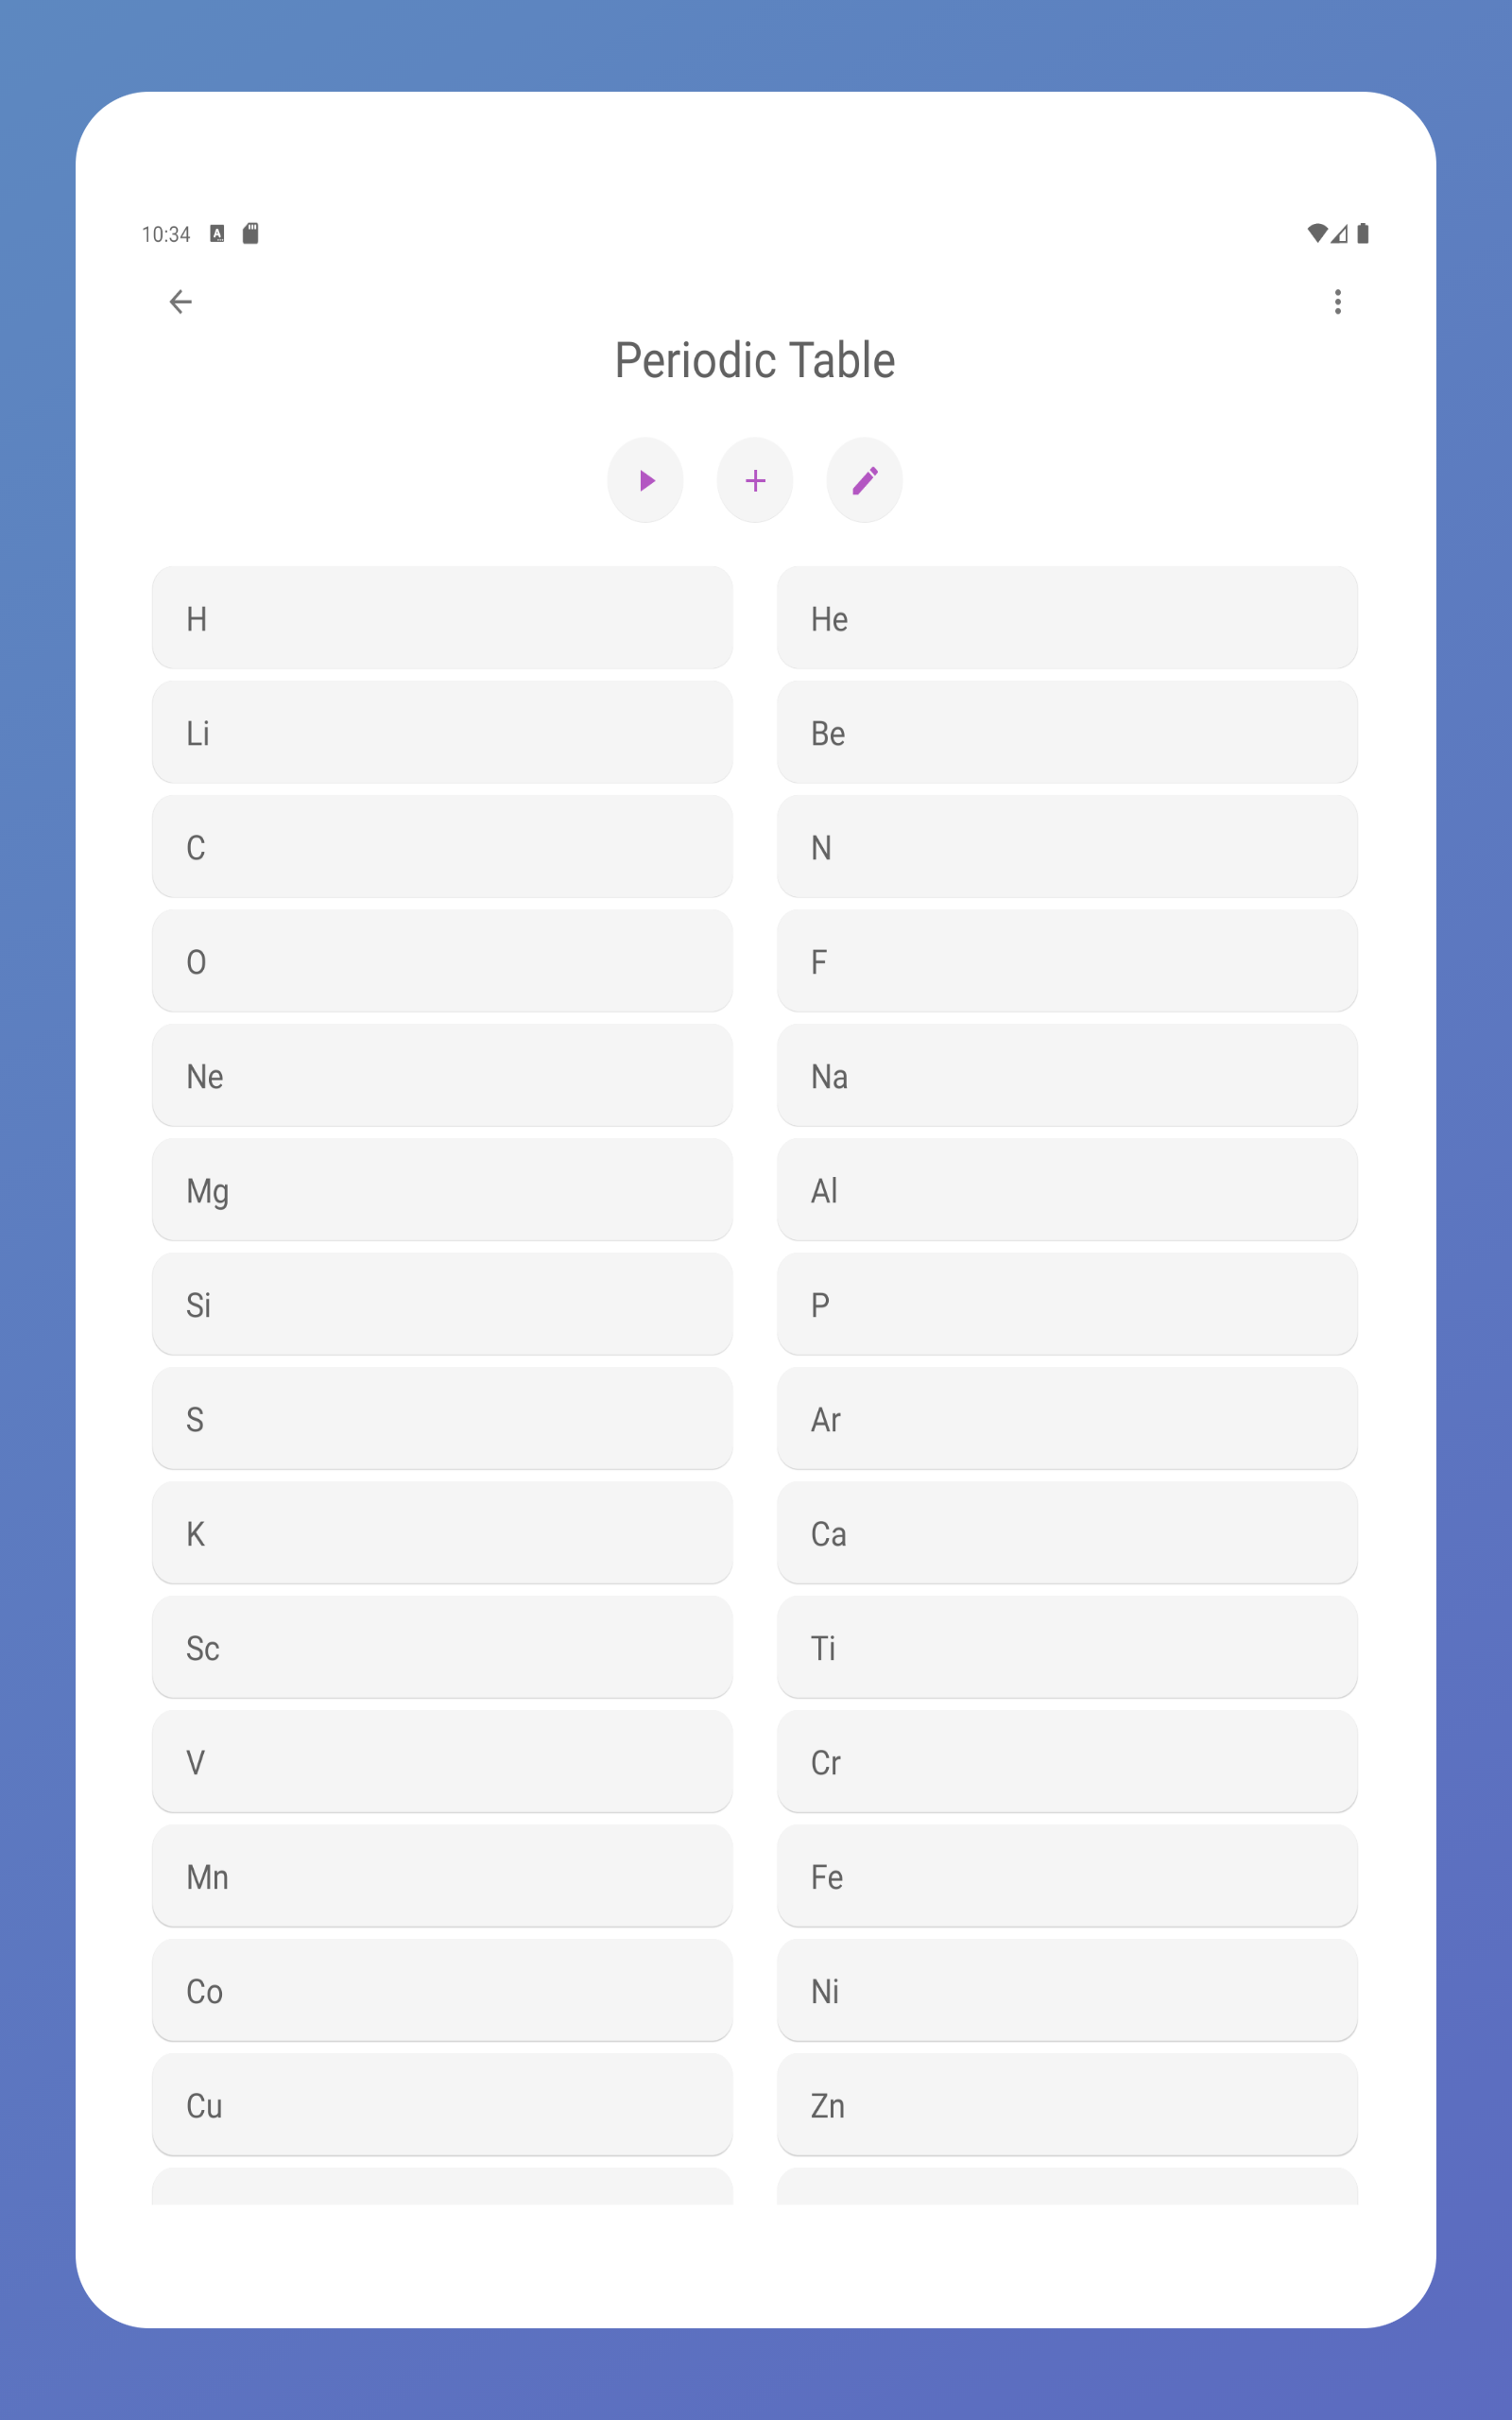 10:34
Periodic Table
H He
Li Be
C N
O F
Ne Na
Mg Al
Si P
S Ar
K Ca
Sc Ti
V Cr
Mn Fe
Co Ni
Cu Zn